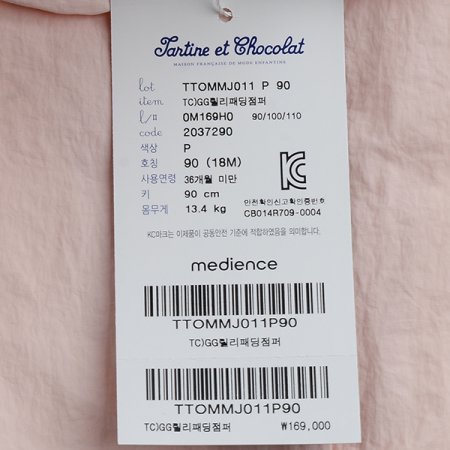 Tartine et Chocolat
MAISON FRANÇAISE DE MODE ENFANTINE
lot TTOMMJ011 P 90
item TC)GG릴리패딩점퍼
l/# 0M169H0 90/100/110
code 2037290
색상 P
호칭 90 (18M)
사용연령 36개월 미만
키 90 cm
몸무게 13.4 kg
안전확인신고확인증번호
CB014R709-0004
KC마크는 이제품이 공통안전 기준에 적합하였음을 의미합니다.
medience
TTOMMJ011P90
TC)GG릴리패딩점퍼
TTOMMJ011P90
TC)GG릴리패딩점퍼 ₩169,000